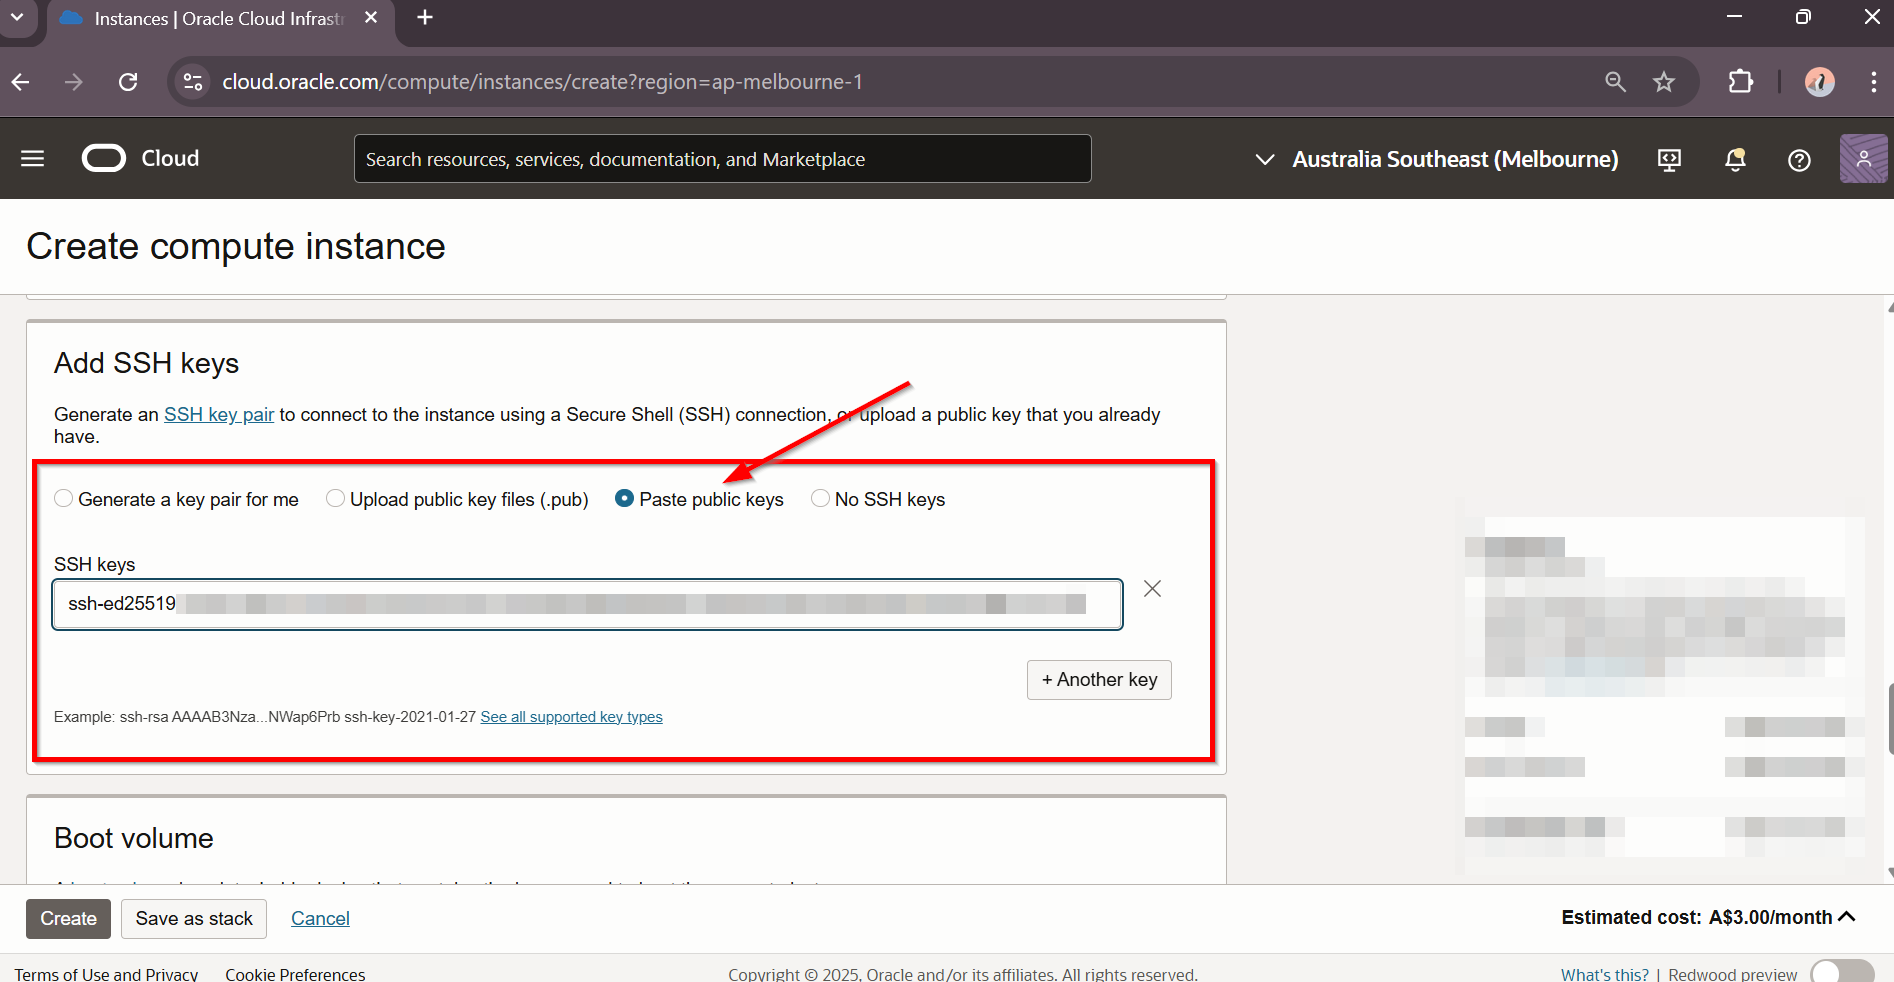 Instances | Oracle Cloud Infrastr
cloud.oracle.com/compute/instances/create?region=ap-melbourne-1
Cloud
Search resources, services, documentation, and Marketplace
Australia Southeast (Melbourne)
Create compute instance
Add SSH keys
Generate an SSH key pair to connect to the instance using a Secure Shell (SSH) connection, or upload a public key that you already
have.
Generate a key pair for me
Upload public key files (.pub)
Paste public keys
No SSH keys
SSH keys
ssh-ed25519
+ Another key
Example: ssh-rsa AAAAB3Nza...NWap6Prb ssh-key-2021-01-27 See all supported key types
Boot volume
Create
Save as stack
Cancel
Estimated cost: A$3.00/month
Terms of Use and Privacy
Cookie Preferences
Copyright © 2025, Oracle and/or its affiliates. All rights reserved.
What's this? | Redwood preview